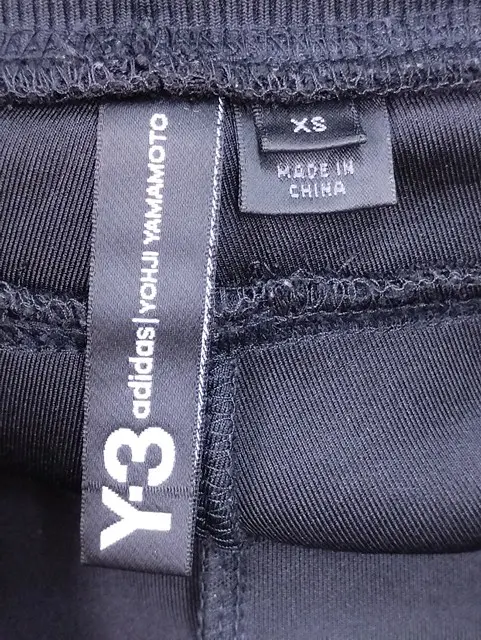 Y-3
adidas | YOHJI YAMAMOTO
XS
MADE IN
CHINA